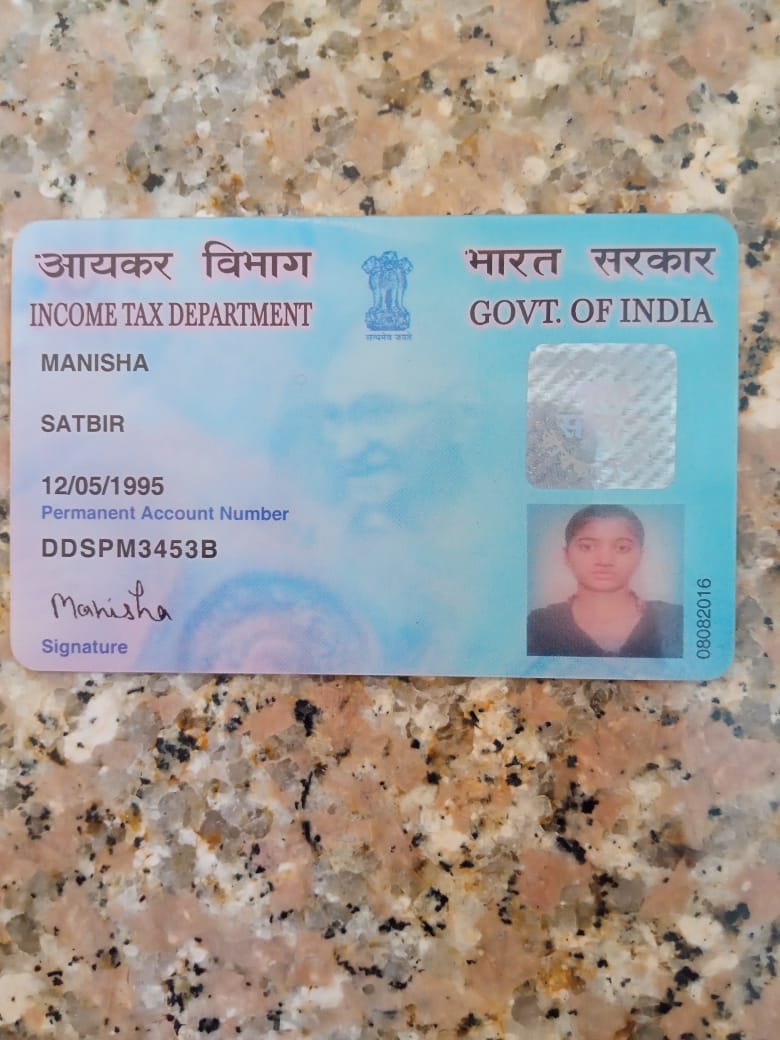 आयकर विभाग
INCOME TAX DEPARTMENT
भारत सरकार
GOVT. OF INDIA
सत्यमेव जयते
MANISHA
SATBIR
12/05/1995
Permanent Account Number
DDSPM3453B
Manisha
Signature
08082016